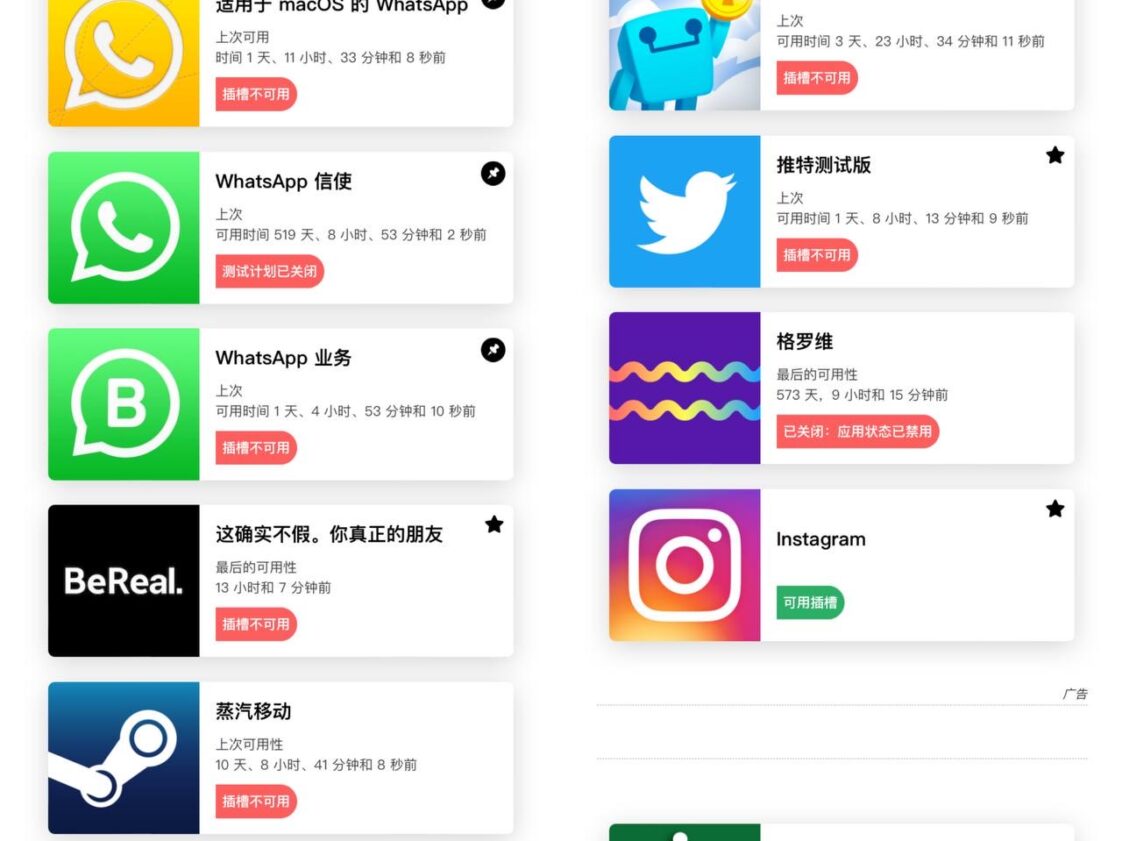 适用于 macOS 的 WhatsApp
上次可用
时间 1 天、11 小时、33 分钟和 8 秒前
插槽不可用
WhatsApp 信使
上次
可用时间 519 天、8 小时、53 分钟和 2 秒前
测试计划已关闭
WhatsApp 业务
上次
可用时间 1 天、4 小时、53 分钟和 10 秒前
插槽不可用
BeReal.
这确实不假。你真正的朋友
最后的可用性
13 小时和 7 分钟前
插槽不可用
蒸汽移动
上次可用性
10 天、8 小时、41 分钟和 8 秒前
插槽不可用
上次
可用时间 3 天、23 小时、34 分钟和 11 秒前
插槽不可用
推特测试版
上次
可用时间 1 天、8 小时、13 分钟和 9 秒前
插槽不可用
格罗维
最后的可用性
573 天，9 小时和 15 分钟前
已关闭：应用状态已禁用
Instagram
可用插槽
广告